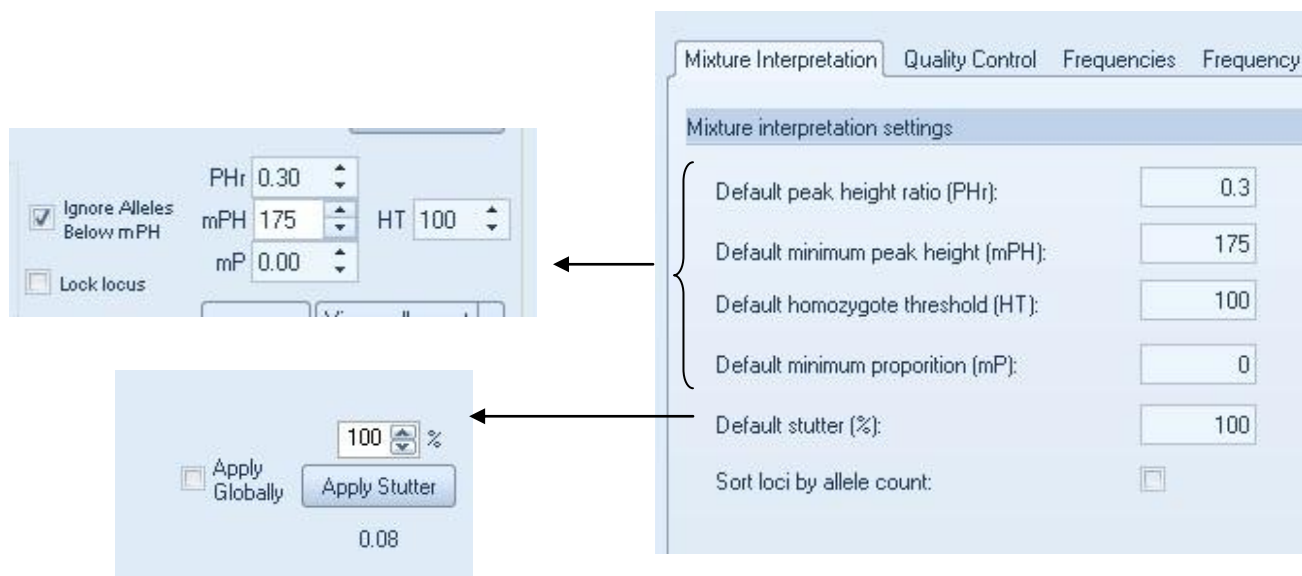 Mixture Interpretation Quality Control Frequencies Frequency
Mixture interpretation settings
Default peak height ratio (PHr): 0.3
Default minimum peak height (mPH): 175
Default homozygote threshold (HT): 100
Default minimum proporition (mP): 0
Default stutter (%): 100
Sort loci by allele count:
PHr 0.30
Ignore Alleles
Below mPH
mPH 175 HT 100
mP 0.00
Lock locus
100 %
Apply
Globally
Apply Stutter
0.08